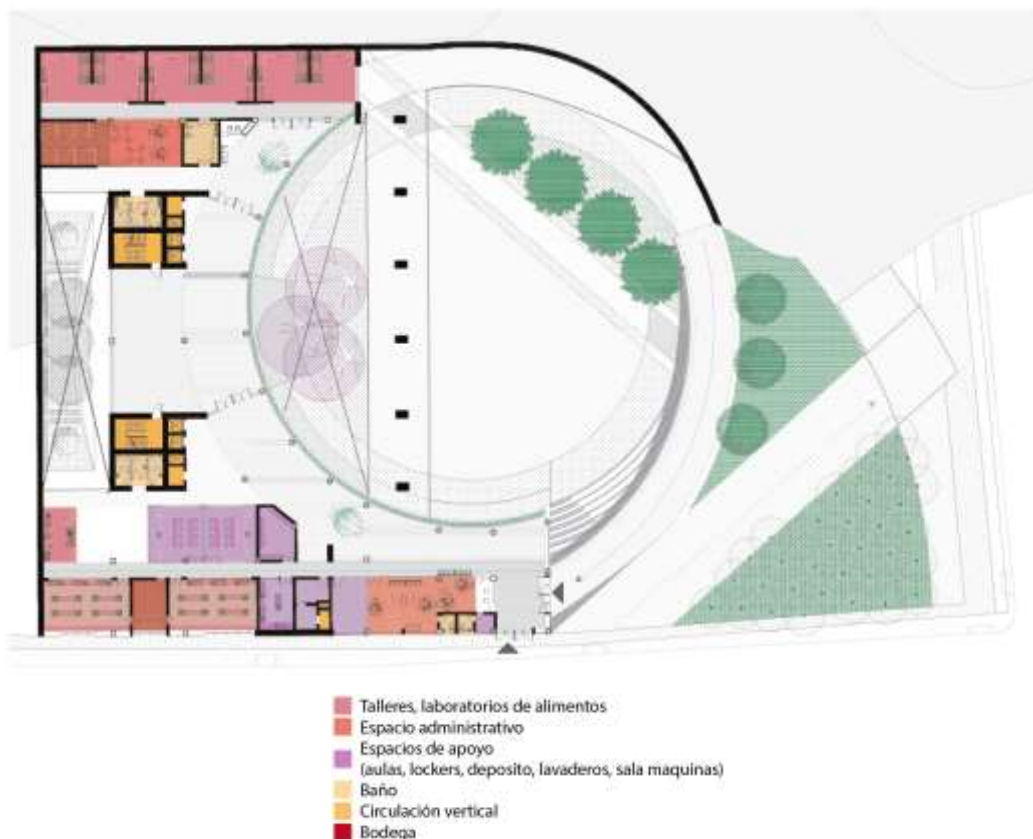 Talleres, laboratorios de alimentos
Espacio administrativo
Espacios de apoyo
(aulas, lockers, deposito, lavaderos, sala maquinas)
Baño
Circulación vertical
Bodega